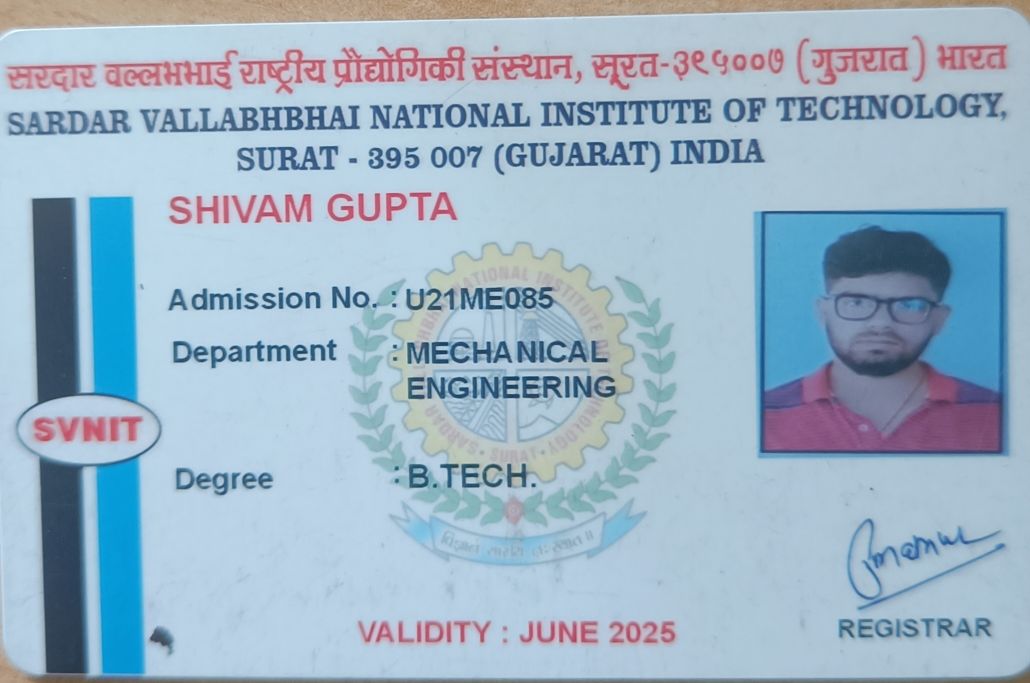 सरदार वल्लभभाई राष्ट्रीय प्रौद्योगिकी संस्थान, सूरत-३९५००७ (गुजरात) भारत
SARDAR VALLABHBHAI NATIONAL INSTITUTE OF TECHNOLOGY,
SURAT - 395 007 (GUJARAT) INDIA
SHIVAM GUPTA
Admission No. : U21ME085
Department : MECHANICAL
ENGINEERING
SVNIT
Degree : B.TECH.
VALIDITY : JUNE 2025
REGISTRAR